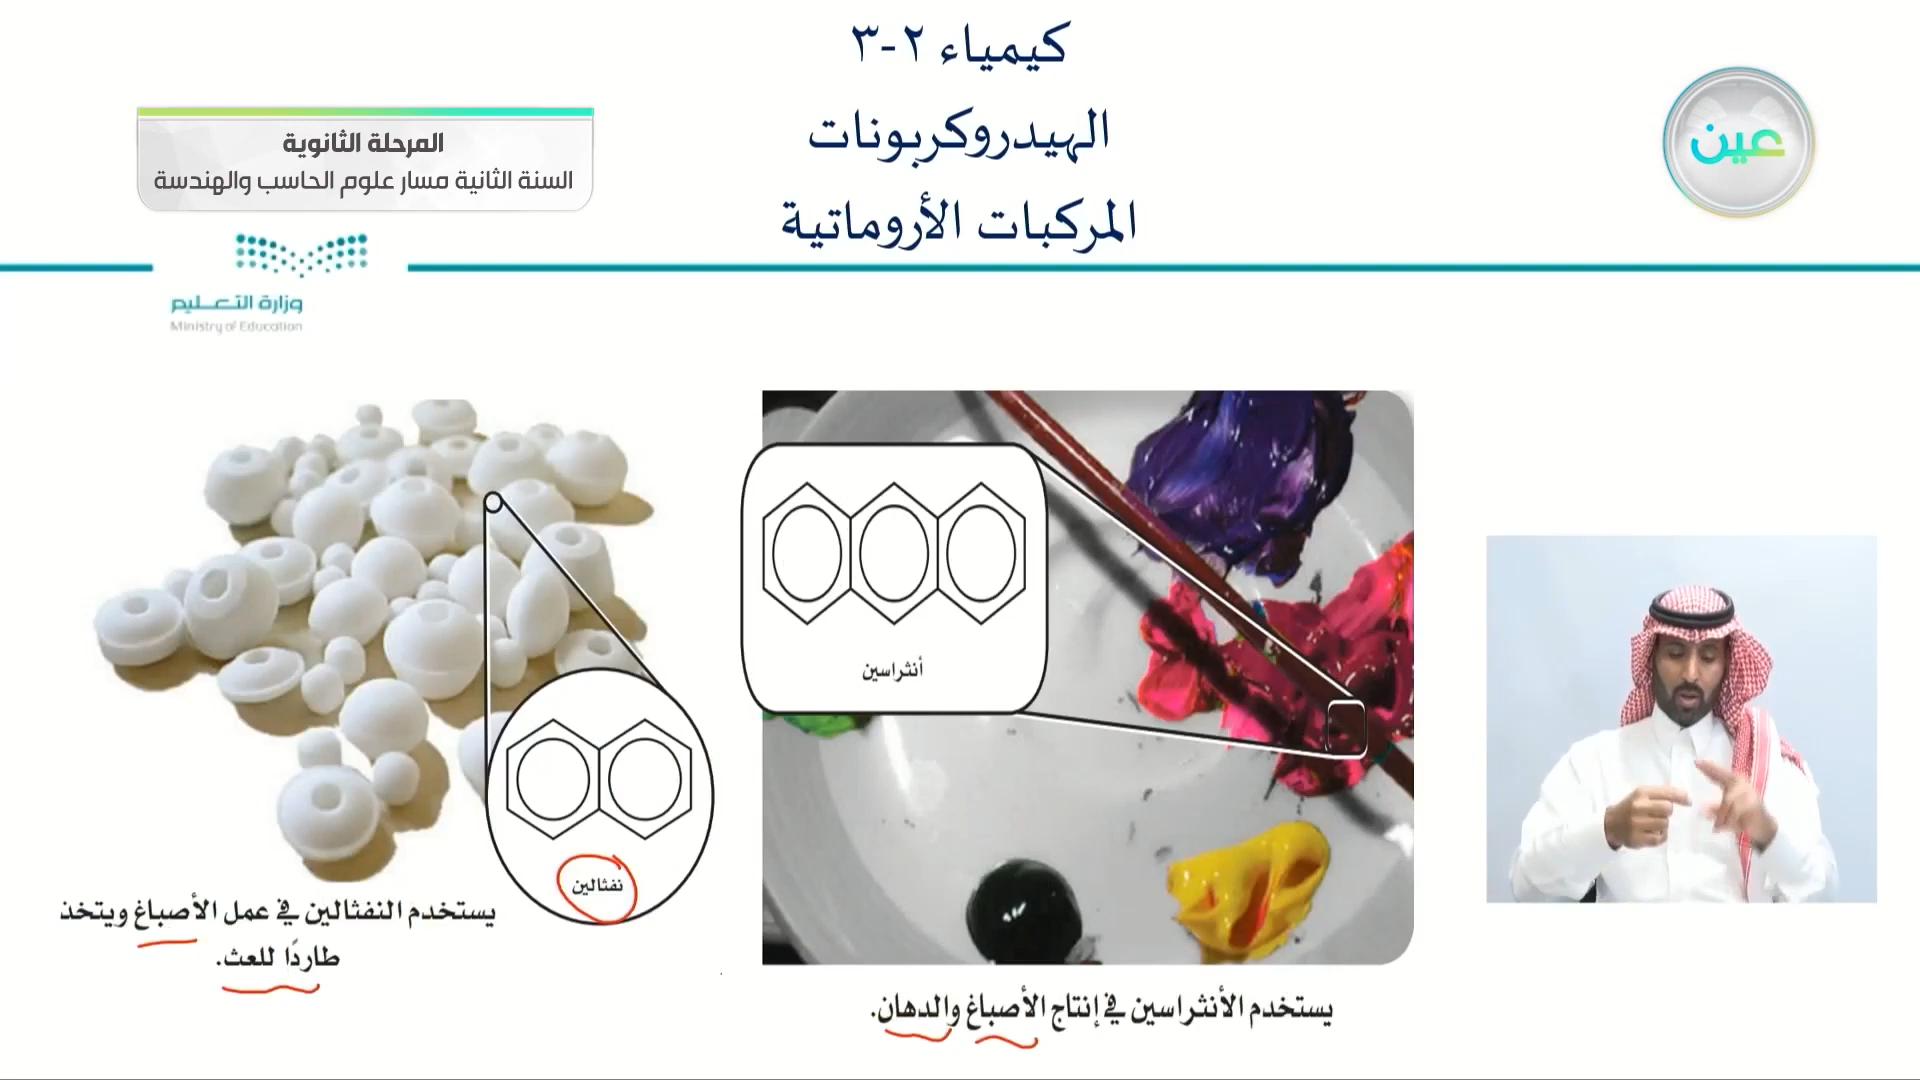 كيمياء ٢-٣
الهيدروكربونات
المركبات الأروماتية
عين
المرحلة الثانوية
السنة الثانية مسار علوم الحاسب والهندسة
وزارة التعليم
Ministry of Education
أنثراسين
يستخدم الأنثراسين في إنتاج الأصباغ والدهان.
نفثالين
يستخدم النفثالين في عمل الأصباغ ويتخذ
طاردًا للعث.